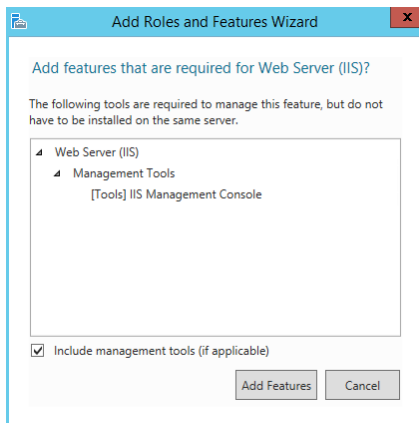 Add Roles and Features Wizard
x
Add features that are required for Web Server (IIS)?
The following tools are required to manage this feature, but do not
have to be installed on the same server.
Web Server (IIS)
Management Tools
[Tools] IIS Management Console
Include management tools (if applicable)
Add Features
Cancel